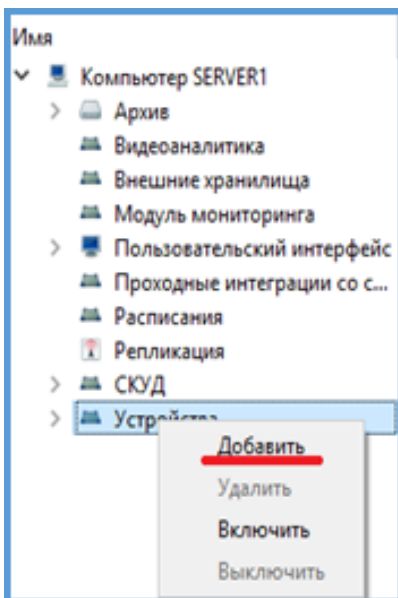 Имя
Компьютер SERVER1
Архив
Видеоаналитика
Внешние хранилища
Модуль мониторинга
Пользовательский интерфейс
Проходные интеграции со с...
Расписания
Репликация
СКУД
Устройства
Добавить
Удалить
Включить
Выключить